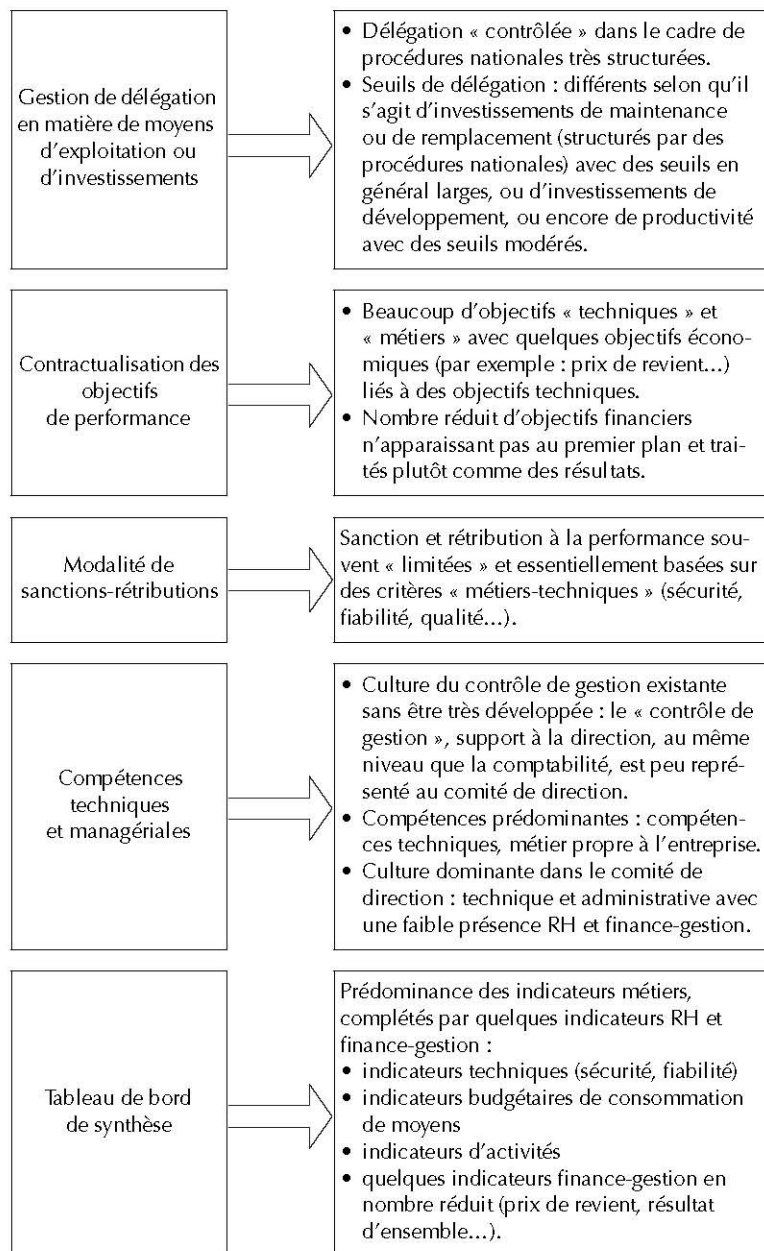 Gestion de délégation
en matière de moyens
d’exploitation ou
d’investissements
• Délégation « contrôlée » dans le cadre de
procédures nationales très structurées.
• Seuils de délégation : différents selon qu’il
s’agit d’investissements de maintenance
ou de remplacement (structurés par des
procédures nationales) avec des seuils en
général larges, ou d’investissements de
développement, ou encore de productivité
avec des seuils modérés.
Contractualisation des
objectifs
de performance
• Beaucoup d’objectifs « techniques » et
« métiers » avec quelques objectifs écono-
miques (par exemple : prix de revient…)
liés à des objectifs techniques.
• Nombre réduit d’objectifs financiers
n’apparaissant pas au premier plan et trai-
tés plutôt comme des résultats.
Modalité de
sanctions-rétributions
Sanction et rétribution à la performance sou-
vent « limitées » et essentiellement basées sur
des critères « métiers-techniques » (sécurité,
fiabilité, qualité…).
Compétences
techniques
et managériales
• Culture du contrôle de gestion existante
sans être très développée : le « contrôle de
gestion », support à la direction, au même
niveau que la comptabilité, est peu repré-
senté au comité de direction.
• Compétences prédominantes : compéten-
ces techniques, métier propre à l’entreprise.
• Culture dominante dans le comité de
direction : technique et administrative avec
une faible présence RH et finance-gestion.
Tableau de bord
de synthèse
Prédominance des indicateurs métiers,
complétés par quelques indicateurs RH et
finance-gestion :
• indicateurs techniques (sécurité, fiabilité)
• indicateurs budgétaires de consommation
de moyens
• indicateurs d’activités
• quelques indicateurs finance-gestion en
nombre réduit (prix de revient, résultat
d’ensemble…).